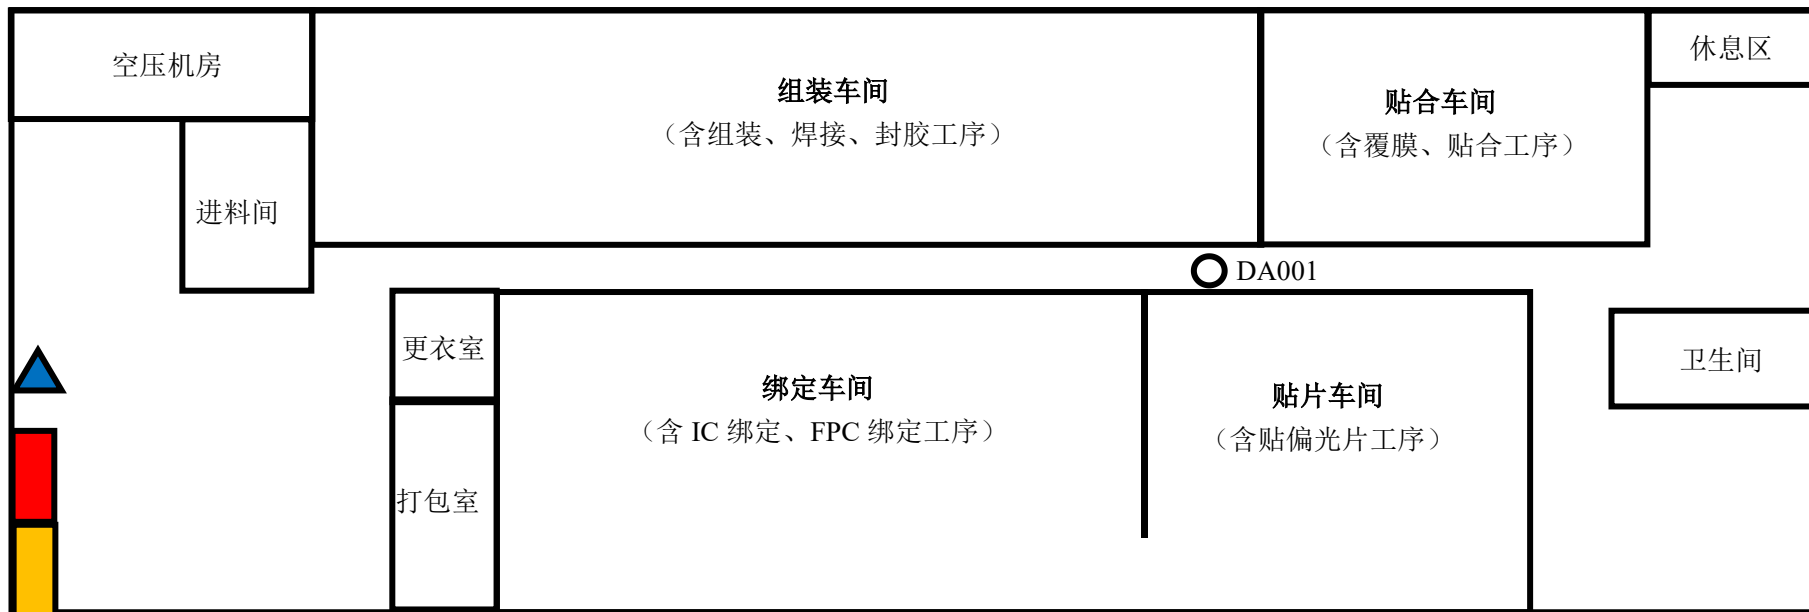 空压机房
组装车间
（含组装、焊接、封胶工序）
贴合车间
（含覆膜、贴合工序）
休息区
进料间
DA001
更衣室
绑定车间
（含 IC 绑定、FPC 绑定工序）
贴片车间
（含贴偏光片工序）
卫生间
打包室